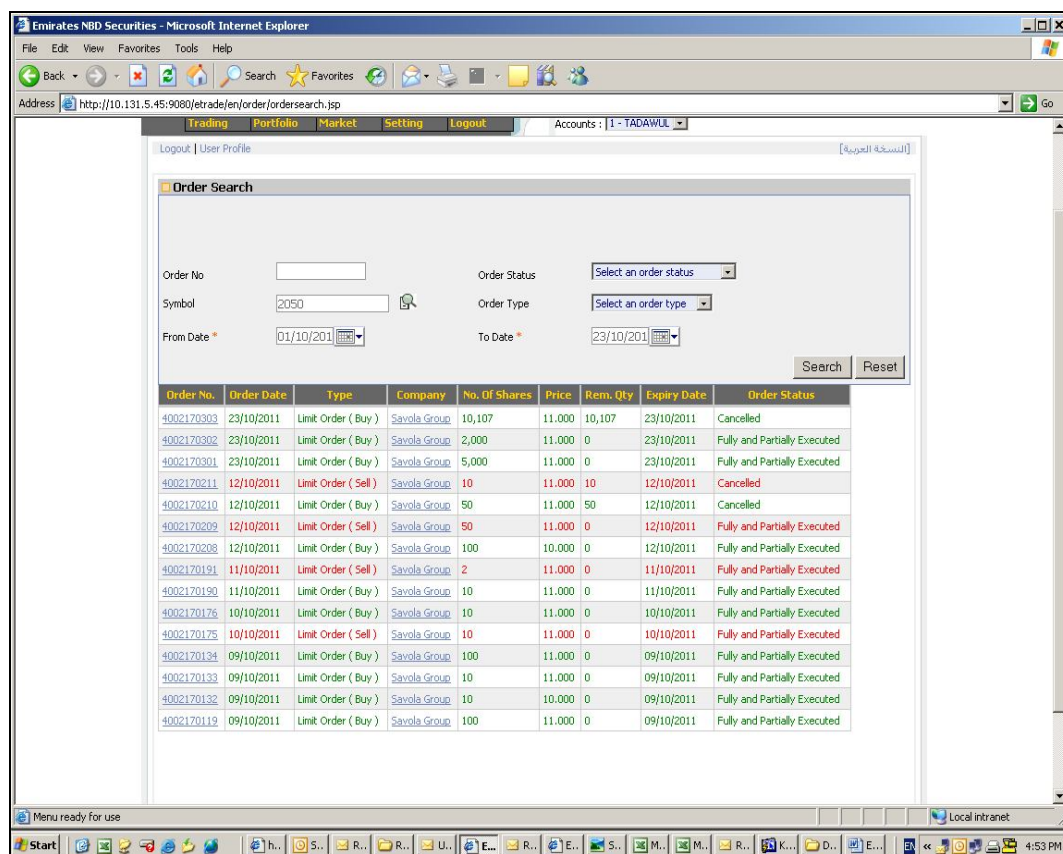 Emirates NBD Securities - Microsoft Internet Explorer
File Edit View Favorites Tools Help
Back Search Favorites
Address http://10.131.5.45:9080/etrade/en/order/ordersearch.jsp Go
Trading Portfolio Market Setting Logout Accounts : 1 - TADAWUL
Logout | User Profile [النسخة العربية]
Order Search
Order No Order Status Select an order status
Symbol 2050 Order Type Select an order type
From Date * 01/10/201 To Date * 23/10/201
Search Reset
Order No. Order Date Type Company No. Of Shares Price Rem. Qty Expiry Date Order Status
4002170303 23/10/2011 Limit Order ( Buy ) Savola Group 10,107 11.000 10,107 23/10/2011 Cancelled
4002170302 23/10/2011 Limit Order ( Buy ) Savola Group 2,000 11.000 0 23/10/2011 Fully and Partially Executed
4002170301 23/10/2011 Limit Order ( Buy ) Savola Group 5,000 11.000 0 23/10/2011 Fully and Partially Executed
4002170211 12/10/2011 Limit Order ( Sell ) Savola Group 10 11.000 10 12/10/2011 Cancelled
4002170210 12/10/2011 Limit Order ( Buy ) Savola Group 50 11.000 50 12/10/2011 Cancelled
4002170209 12/10/2011 Limit Order ( Sell ) Savola Group 50 11.000 0 12/10/2011 Fully and Partially Executed
4002170208 12/10/2011 Limit Order ( Buy ) Savola Group 100 10.000 0 12/10/2011 Fully and Partially Executed
4002170191 11/10/2011 Limit Order ( Sell ) Savola Group 2 11.000 0 11/10/2011 Fully and Partially Executed
4002170190 11/10/2011 Limit Order ( Buy ) Savola Group 10 11.000 0 11/10/2011 Fully and Partially Executed
4002170176 10/10/2011 Limit Order ( Buy ) Savola Group 10 11.000 0 10/10/2011 Fully and Partially Executed
4002170175 10/10/2011 Limit Order ( Sell ) Savola Group 10 11.000 0 10/10/2011 Fully and Partially Executed
4002170134 09/10/2011 Limit Order ( Buy ) Savola Group 100 11.000 0 09/10/2011 Fully and Partially Executed
4002170133 09/10/2011 Limit Order ( Buy ) Savola Group 10 11.000 0 09/10/2011 Fully and Partially Executed
4002170132 09/10/2011 Limit Order ( Buy ) Savola Group 10 10.000 0 09/10/2011 Fully and Partially Executed
4002170119 09/10/2011 Limit Order ( Buy ) Savola Group 100 11.000 0 09/10/2011 Fully and Partially Executed
Menu ready for use Local intranet
Start h.. S.. R.. R... U.. E... R.. E.. S.. M.. M.. R.. K... D.. E... EN « 4:53 PM